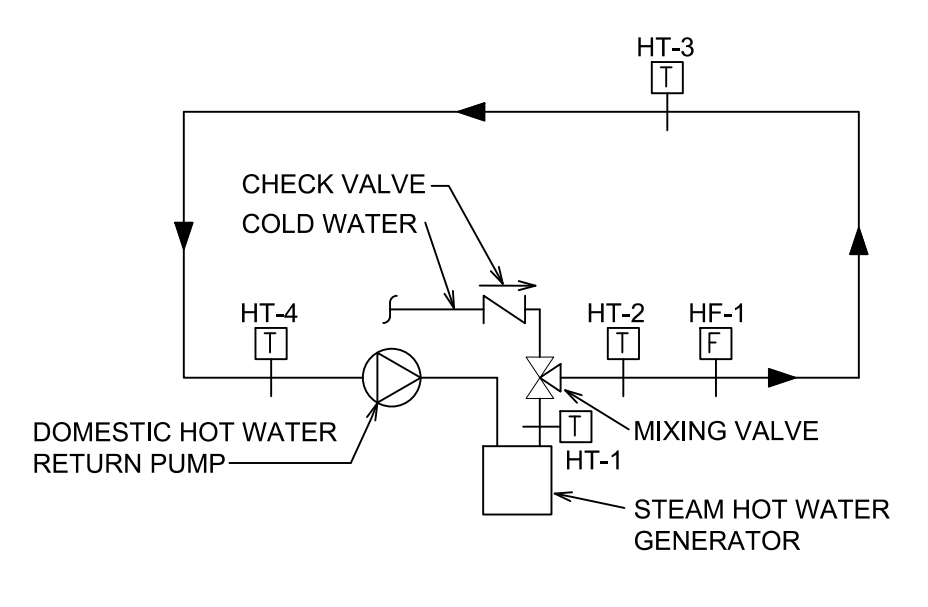 HT-3
T
CHECK VALVE
COLD WATER
HT-4
T
HT-2
T
HF-1
F
DOMESTIC HOT WATER
RETURN PUMP
T
HT-1
MIXING VALVE
STEAM HOT WATER
GENERATOR